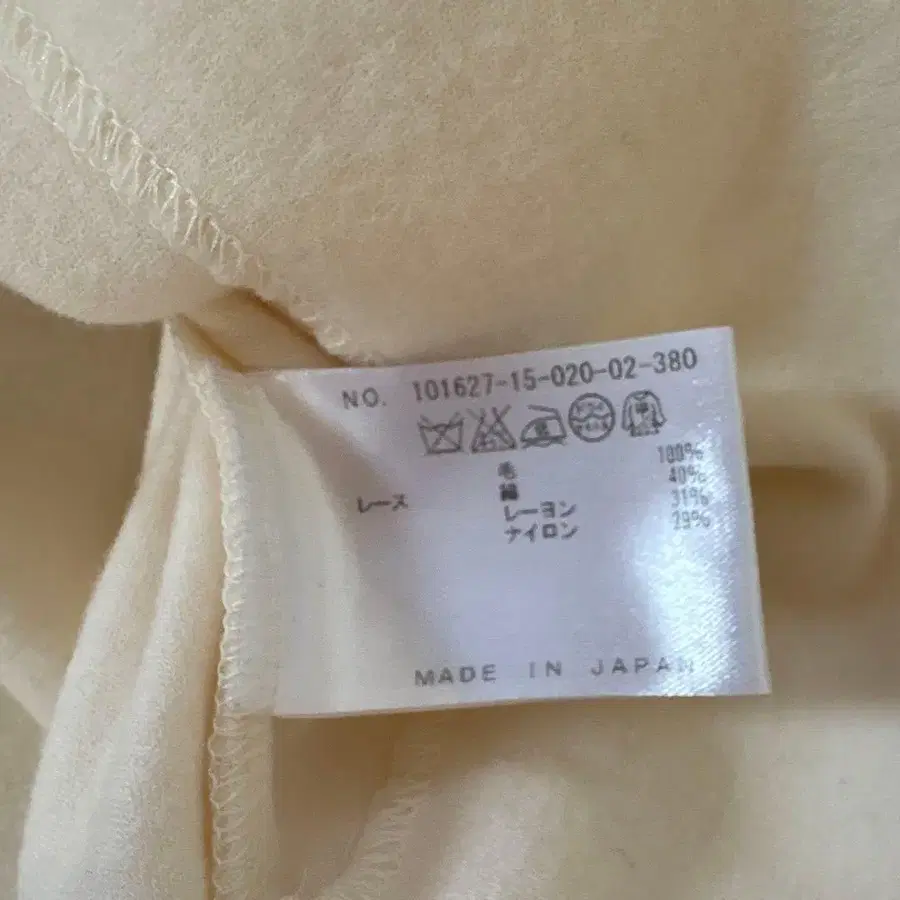 NO. 101627-15-020-02-380
毛 100%
レース 綿 40%
レーヨン 31%
ナイロン 29%
MADE IN JAPAN